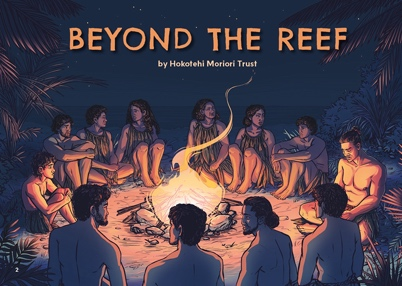 BEYOND THE REEF
by Hokotehi Moriori Trust
2